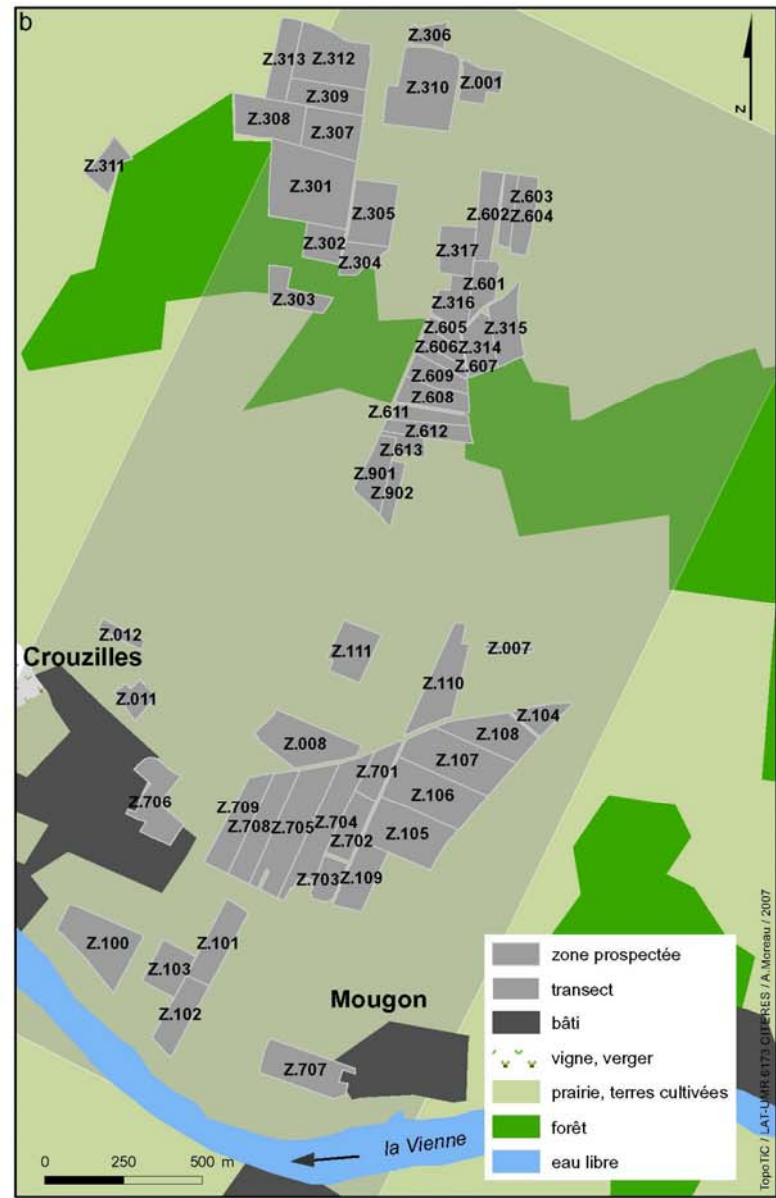 b
Z.306
Z.313
Z.312
Z.310
Z.001
N
Z.309
Z.308
Z.307
Z.311
Z.301
Z.305
Z.603
Z.602
Z.604
Z.302
Z.317
Z.304
Z.601
Z.303
Z.316
Z.605
Z.315
Z.606
Z.314
Z.607
Z.609
Z.608
Z.611
Z.612
Z.613
Z.901
Z.902
Z.012
Crouzilles
Z.111
Z.007
Z.110
Z.011
Z.104
Z.008
Z.108
Z.107
Z.701
Z.706
Z.106
Z.709
Z.708
Z.705
Z.704
Z.702
Z.105
Z.703
Z.109
Z.100
Z.101
Z.103
Z.102
Mougon
Z.707
la Vienne
0 250 500 m
zone prospectée
transect
bâti
vigne, verger
prairie, terres cultivées
forêt
eau libre
TopoTIC / LAT-UMR 6173 CITERES / A.Moreau / 2007